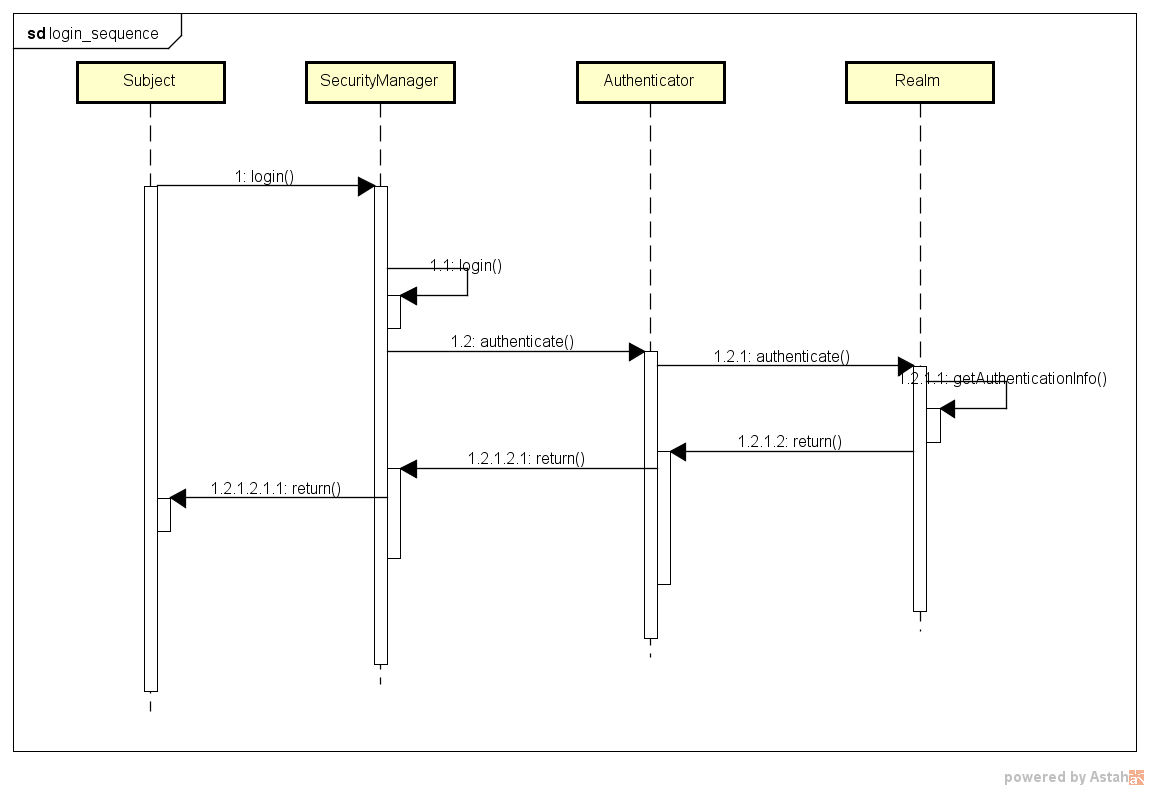 sd login_sequence
Subject
SecurityManager
Authenticator
Realm
1: login()
1.1: login()
1.2: authenticate()
1.2.1: authenticate()
1.2.1.1: getAuthenticationInfo()
1.2.1.2: return()
1.2.1.2.1: return()
1.2.1.2.1.1: return()
powered by Astah